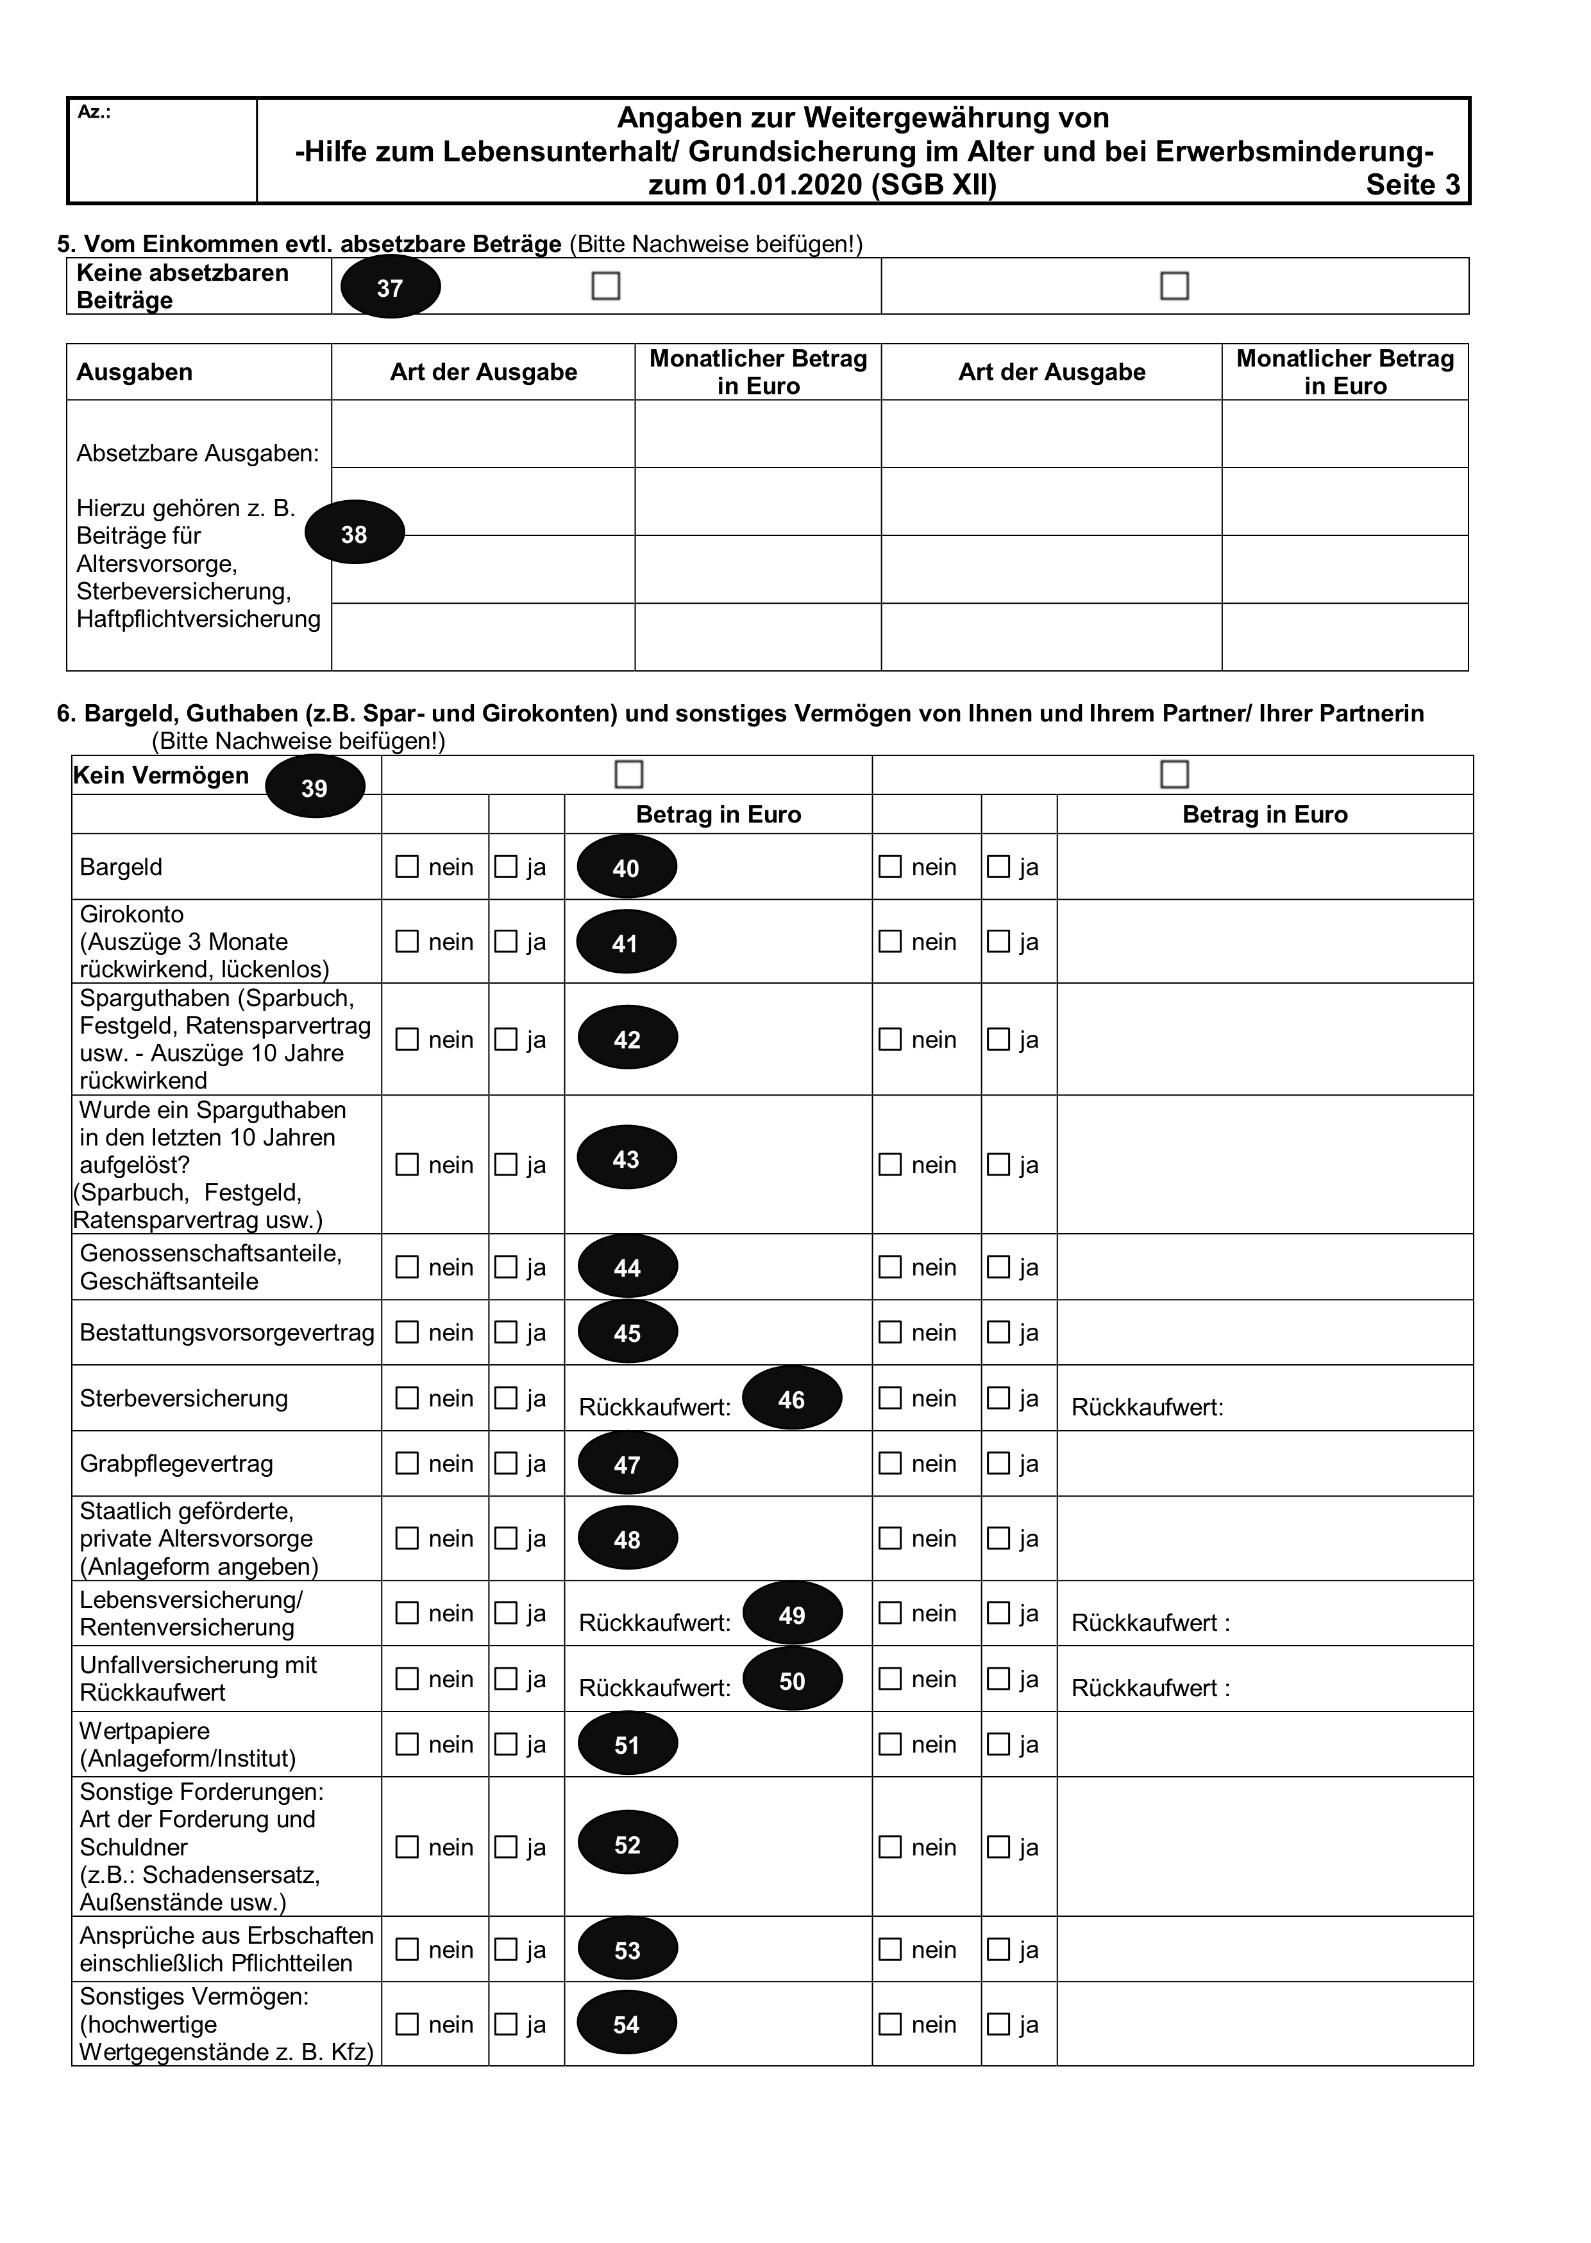 Az.:
Angaben zur Weitergewährung von
-Hilfe zum Lebensunterhalt/ Grundsicherung im Alter und bei Erwerbsminderung-
zum 01.01.2020 (SGB XII) Seite 3
5. Vom Einkommen evtl. absetzbare Beträge (Bitte Nachweise beifügen!)
Keine absetzbaren
Beiträge
37
Ausgaben
Art der Ausgabe
Monatlicher Betrag
in Euro
Art der Ausgabe
Monatlicher Betrag
in Euro
Absetzbare Ausgaben:
Hierzu gehören z. B.
Beiträge für
Altersvorsorge,
Sterbeversicherung,
Haftpflichtversicherung
38
6. Bargeld, Guthaben (z.B. Spar- und Girokonten) und sonstiges Vermögen von Ihnen und Ihrem Partner/ Ihrer Partnerin
(Bitte Nachweise beifügen!)
Kein Vermögen 39
Betrag in Euro Betrag in Euro
Bargeld
nein ja 40 nein ja
Girokonto
(Auszüge 3 Monate
rückwirkend, lückenlos)
nein ja 41 nein ja
Sparguthaben (Sparbuch,
Festgeld, Ratensparvertrag
usw. - Auszüge 10 Jahre
rückwirkend
nein ja 42 nein ja
Wurde ein Sparguthaben
in den letzten 10 Jahren
aufgelöst?
(Sparbuch, Festgeld,
Ratensparvertrag usw.)
nein ja 43 nein ja
Genossenschaftsanteile,
Geschäftsanteile
nein ja 44 nein ja
Bestattungsvorsorgevertrag
nein ja 45 nein ja
Sterbeversicherung
nein ja Rückkaufwert: 46 nein ja Rückkaufwert:
Grabpflegevertrag
nein ja 47 nein ja
Staatlich geförderte,
private Altersvorsorge
(Anlageform angeben)
nein ja 48 nein ja
Lebensversicherung/
Rentenversicherung
nein ja Rückkaufwert: 49 nein ja Rückkaufwert :
Unfallversicherung mit
Rückkaufwert
nein ja Rückkaufwert: 50 nein ja Rückkaufwert :
Wertpapiere
(Anlageform/Institut)
nein ja 51 nein ja
Sonstige Forderungen:
Art der Forderung und
Schuldner
(z.B.: Schadensersatz,
Außenstände usw.)
nein ja 52 nein ja
Ansprüche aus Erbschaften
einschließlich Pflichtteilen
nein ja 53 nein ja
Sonstiges Vermögen:
(hochwertige
Wertgegenstände z. B. Kfz)
nein ja 54 nein ja